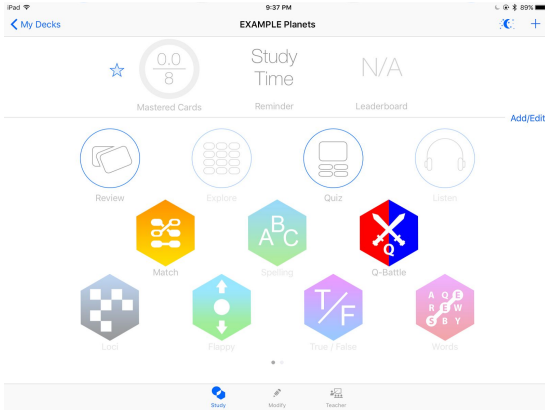 iPad 9:37 PM 89%
My Decks EXAMPLE Planets
0.0
8
Mastered Cards
Study
Time
Reminder
N/A
Leaderboard
Add/Edit
Review Explore Quiz Listen
A B C
Q
Match Spelling Q-Battle
T/F
A Q E
R E W
S B Y
Loci Flappy True / False Words
Study Modify Teacher